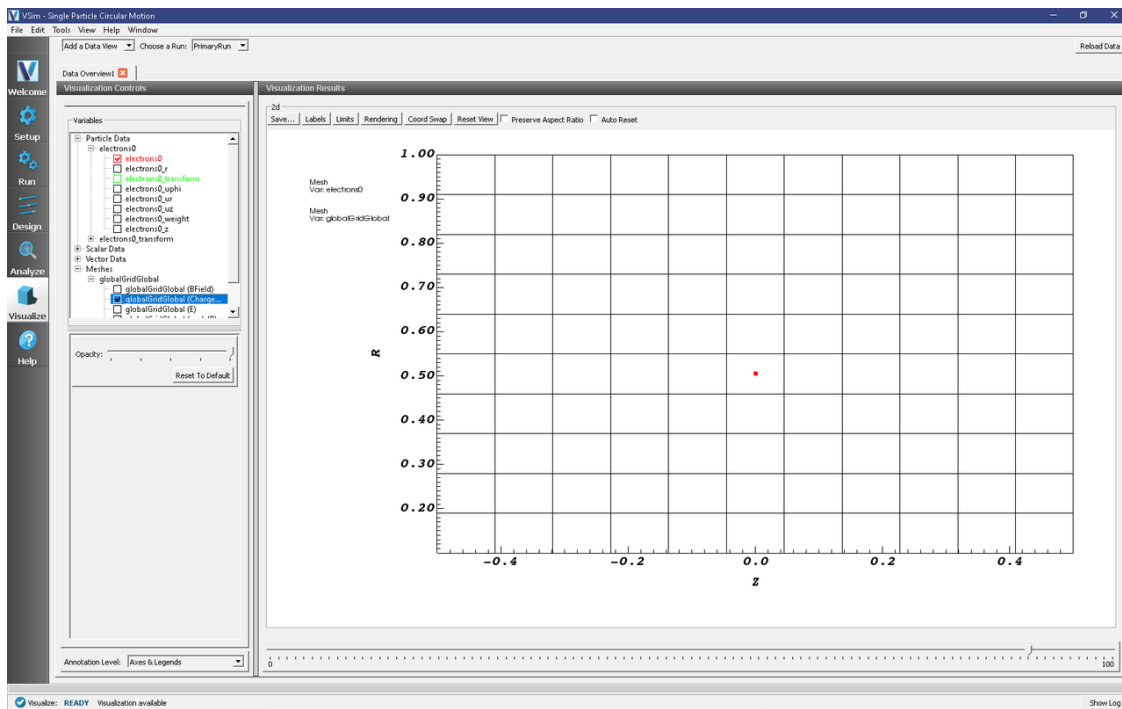 VSim - Single Particle Circular Motion
File Edit Tools View Help Window
Add a Data View Choose a Run: PrimaryRun Reload Data
Data Overview1
Welcome
Setup
Run
Design
Analyze
Visualize
Help
Visualization Controls
Variables
Particle Data
electrons0
electrons0
electrons0_r
electrons0_transform
electrons0_uphi
electrons0_ur
electrons0_uz
electrons0_weight
electrons0_z
electrons0_transform
Scalar Data
Vector Data
Meshes
globalGridGlobal
globalGridGlobal (BField)
globalGridGlobal (Charge...
globalGridGlobal (E)
Opacity:
Reset To Default
Annotation Level: Axes & Legends
Visualization Results
2d
Save... Labels Limits Rendering Coord Swap Reset View Preserve Aspect Ratio Auto Reset
Mesh
Var: electrons0
Mesh
Var: globalGridGlobal
1.00
0.90
0.80
0.70
0.60
R
0.50
0.40
0.30
0.20
-0.4 -0.2 0.0 0.2 0.4
Z
0 100
Visualize: READY Visualization available Show Log